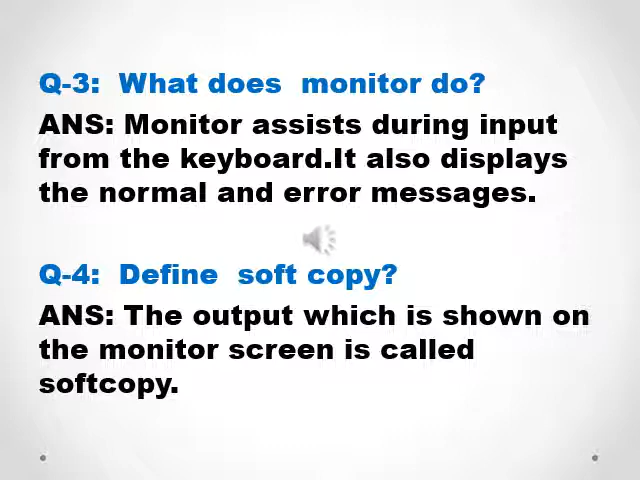 Q-3:  What does  monitor do?
ANS: Monitor assists during input
from the keyboard.It also displays
the normal and error messages.
Q-4:  Define  soft copy?
ANS: The output which is shown on
the monitor screen is called
softcopy.